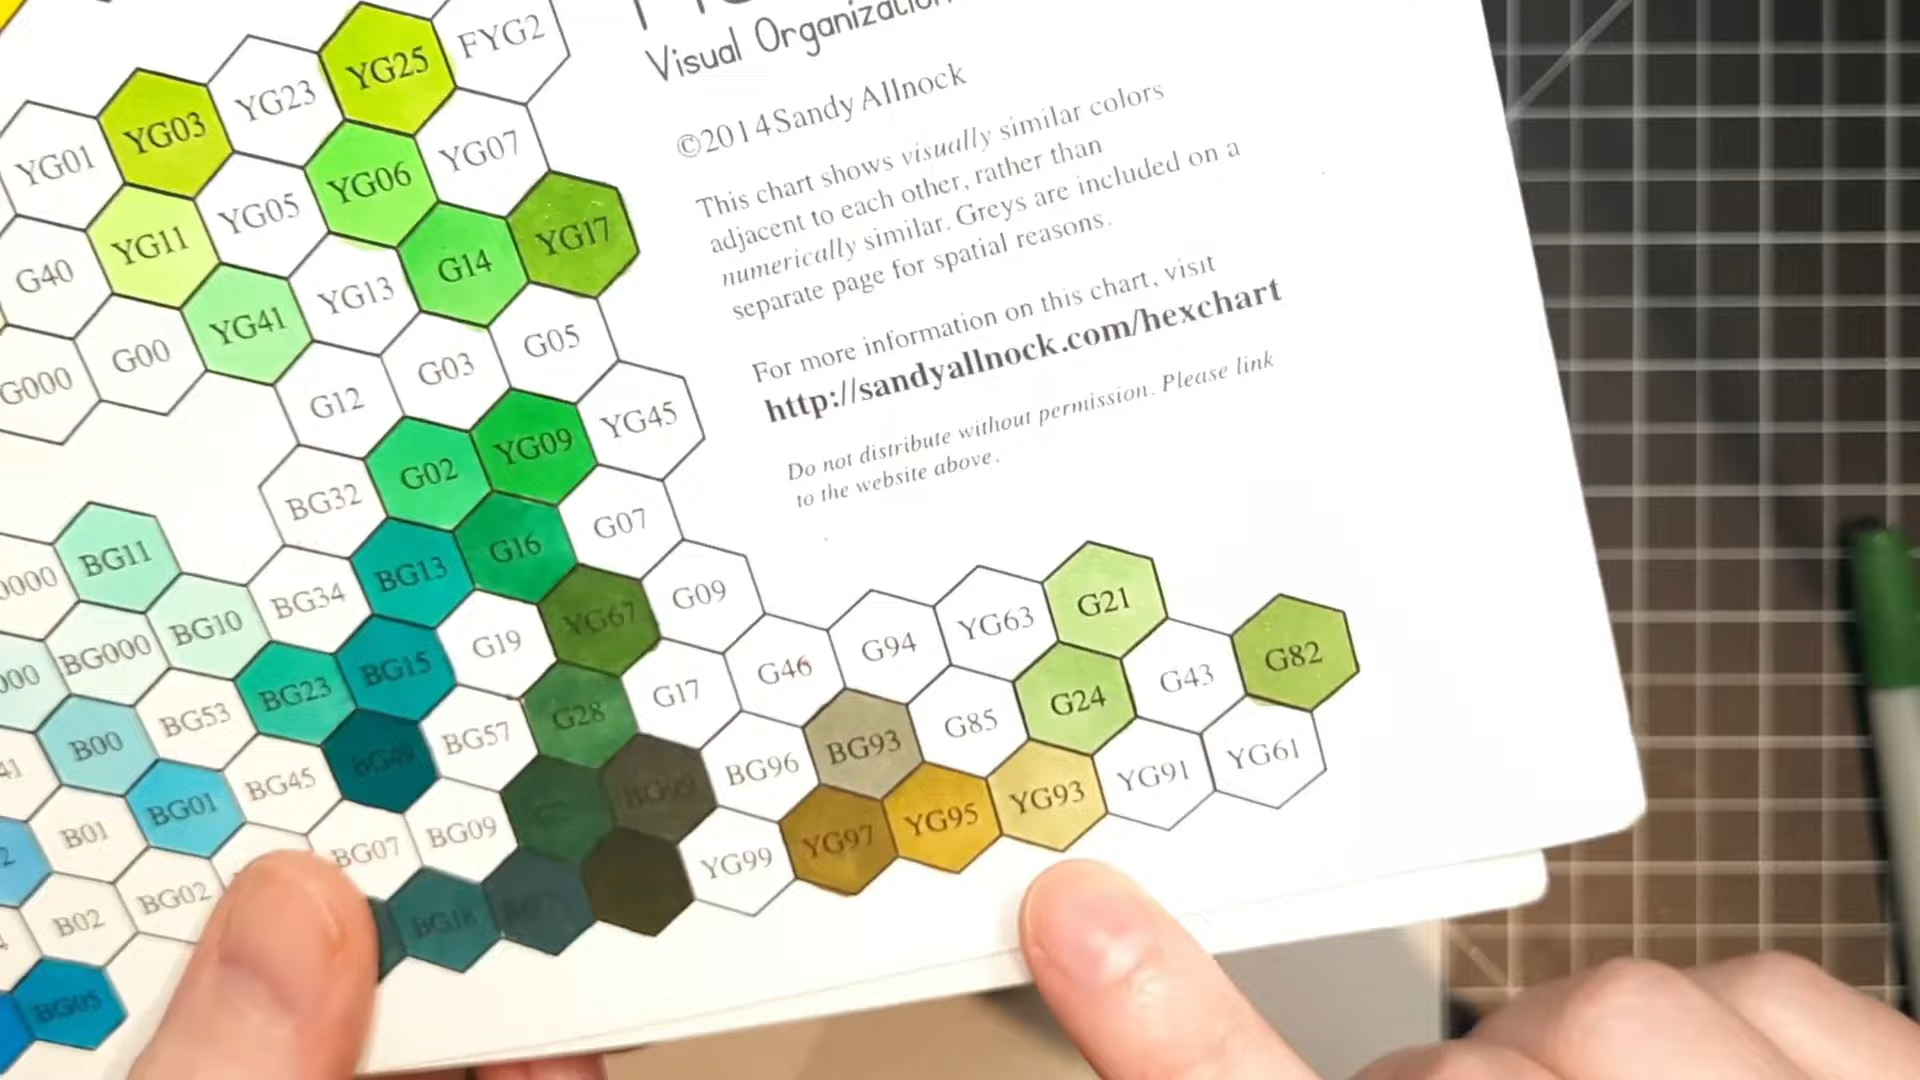 Visual Organization
©2014 Sandy Allnock
This chart shows visually similar colors
adjacent to each other, rather than
numerically similar. Greys are included on a
separate page for spatial reasons.
For more information on this chart, visit
http://sandyallnock.com/hexchart
Do not distribute without permission. Please link
to the website above.
YG01 YG03 YG23 YG25 FYG2
G40 YG11 YG05 YG06 YG07
G000 G00 YG41 YG13 G14 YG17
G12 G03 G05
BG32 G02 YG09 YG45
BG11 BG34 BG13 G16 G07
BG000 BG10 BG23 BG15 G19 YG67 G09
B00 BG53 BG49 BG57 G28 G17 G46 G94 YG63 G21
B01 BG01 BG45 BG09 BG96 BG93 G85 G24 G43 G82
B02 BG02 BG07 BG18 YG99 YG97 YG95 YG93 YG91 YG61
BG05